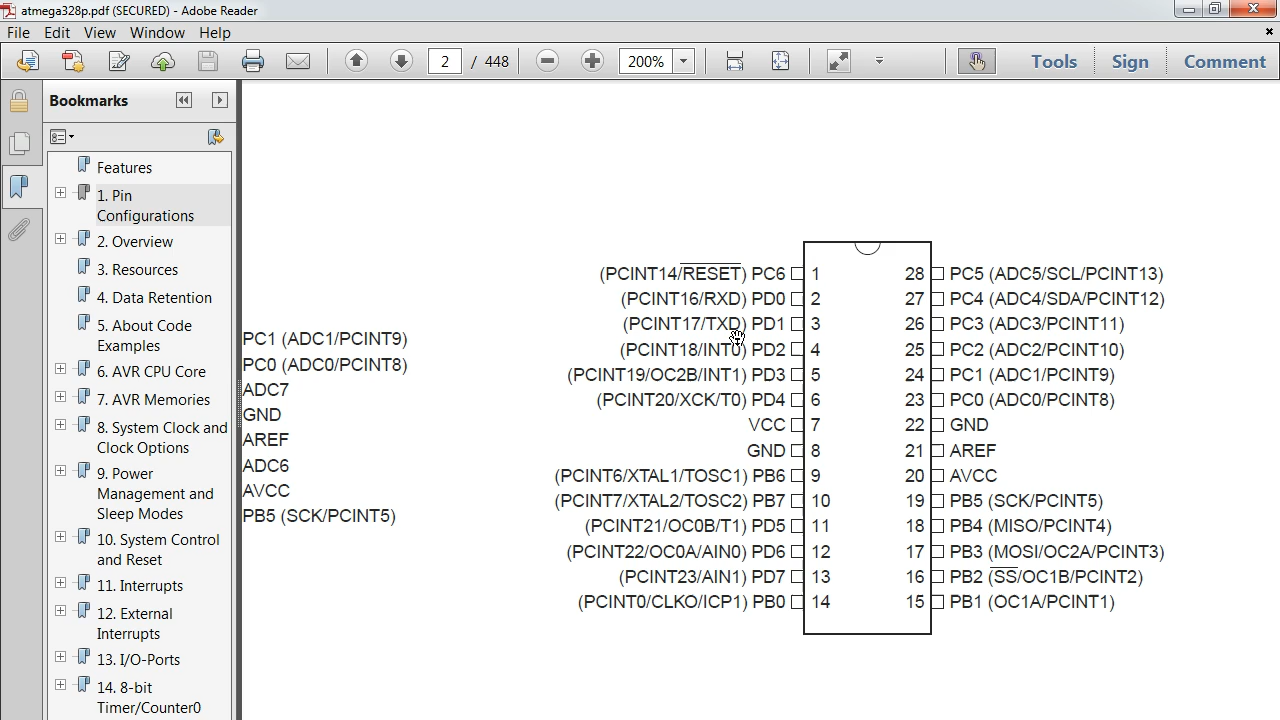 atmega328p.pdf (SECURED) - Adobe Reader
File Edit View Window Help
2 / 448 200% Tools Sign Comment
Bookmarks
Features
1. Pin
Configurations
2. Overview
3. Resources
4. Data Retention
5. About Code
Examples
6. AVR CPU Core
7. AVR Memories
8. System Clock and
Clock Options
9. Power
Management and
Sleep Modes
10. System Control
and Reset
11. Interrupts
12. External
Interrupts
13. I/O-Ports
14. 8-bit
Timer/Counter0
PC1 (ADC1/PCINT9)
PC0 (ADC0/PCINT8)
ADC7
GND
AREF
ADC6
AVCC
PB5 (SCK/PCINT5)
(PCINT14/RESET) PC6 1 28 PC5 (ADC5/SCL/PCINT13)
(PCINT16/RXD) PD0 2 27 PC4 (ADC4/SDA/PCINT12)
(PCINT17/TXD) PD1 3 26 PC3 (ADC3/PCINT11)
(PCINT18/INT0) PD2 4 25 PC2 (ADC2/PCINT10)
(PCINT19/OC2B/INT1) PD3 5 24 PC1 (ADC1/PCINT9)
(PCINT20/XCK/T0) PD4 6 23 PC0 (ADC0/PCINT8)
VCC 7 22 GND
GND 8 21 AREF
(PCINT6/XTAL1/TOSC1) PB6 9 20 AVCC
(PCINT7/XTAL2/TOSC2) PB7 10 19 PB5 (SCK/PCINT5)
(PCINT21/OC0B/T1) PD5 11 18 PB4 (MISO/PCINT4)
(PCINT22/OC0A/AIN0) PD6 12 17 PB3 (MOSI/OC2A/PCINT3)
(PCINT23/AIN1) PD7 13 16 PB2 (SS/OC1B/PCINT2)
(PCINT0/CLKO/ICP1) PB0 14 15 PB1 (OC1A/PCINT1)